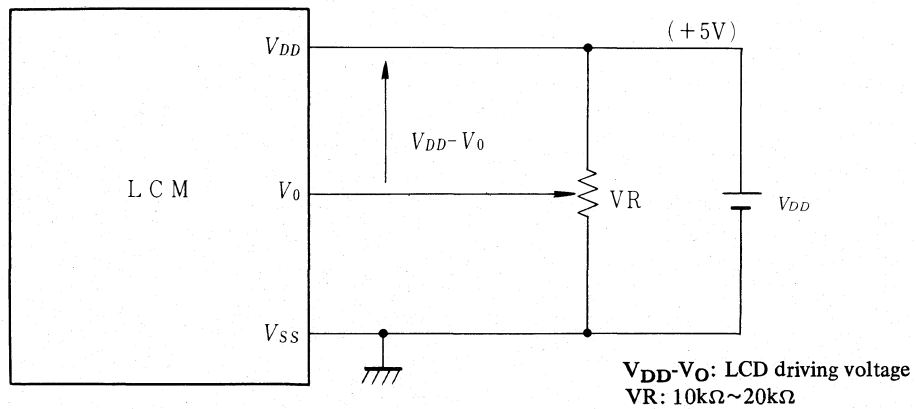 (+5V)
VDD
VDD-V0
LCM
V0
VR
VDD
VSS
VDD-VO: LCD driving voltage
VR: 10kΩ~20kΩ